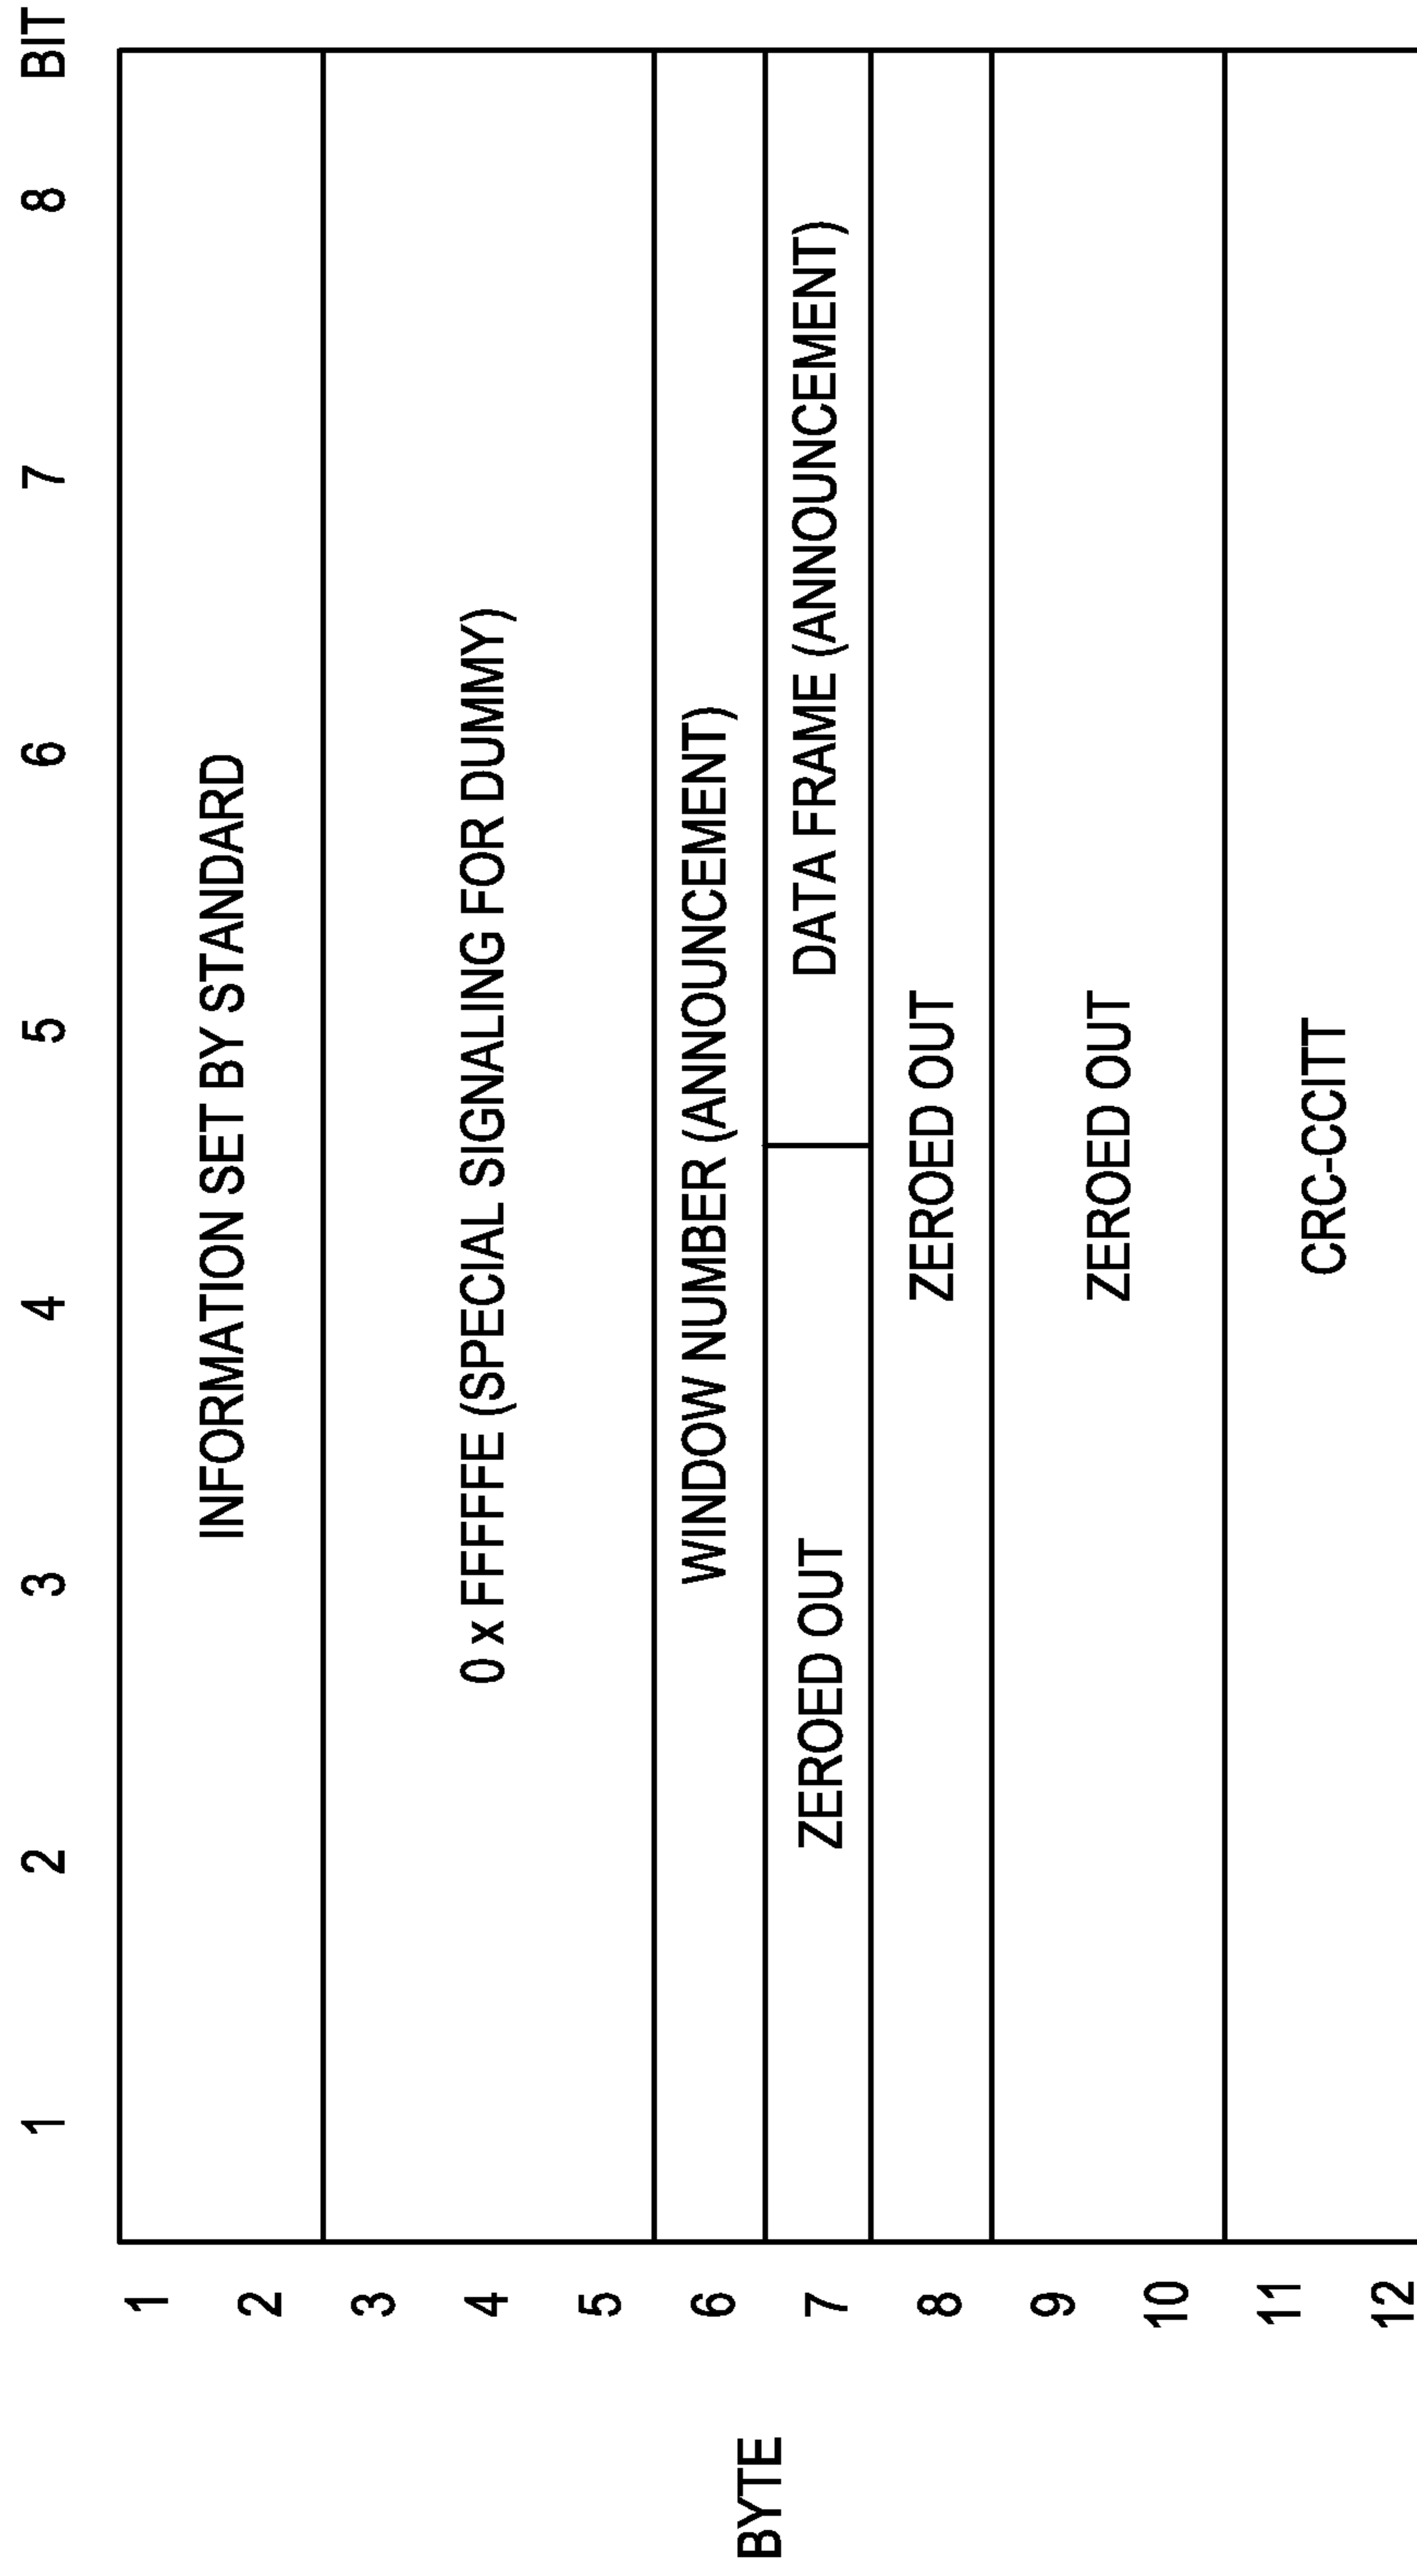 1 2 3 4 5 6 7 8 BIT
1
INFORMATION SET BY STANDARD
2
3
0 x FFFFFE (SPECIAL SIGNALING FOR DUMMY)
4
5
6 WINDOW NUMBER (ANNOUNCEMENT)
BYTE
7 ZEROED OUT DATA FRAME (ANNOUNCEMENT)
8 ZEROED OUT
9
ZEROED OUT
10
11
CRC-CCITT
12